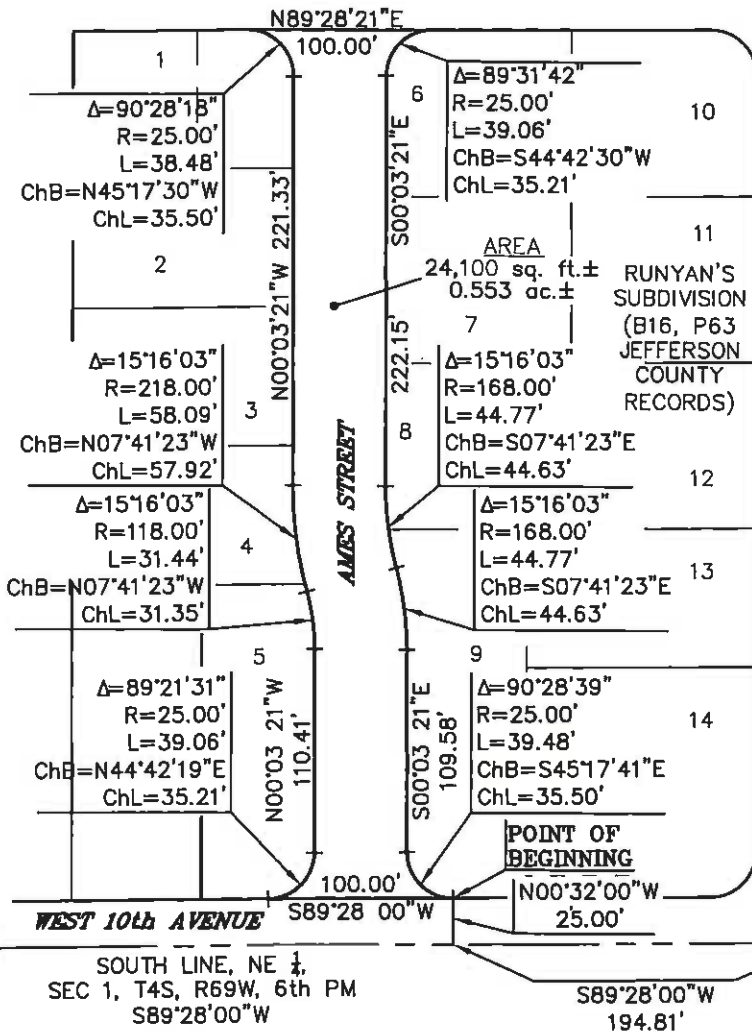 N89°28'21"E
100.00'
1
Δ=90°28'18"
R=25.00'
L=38.48'
ChB=N45°17'30"W
ChL=35.50'
6
Δ=89°31'42"
R=25.00'
L=39.06'
ChB=S44°42'30"W
ChL=35.21'
10
N00°03'21"W 221.33'
S00°03'21"E
222.15'
2
AREA
24,100 sq. ft.±
0.553 ac.±
11
RUNYAN'S
SUBDIVISION
(B16, P63
JEFFERSON
COUNTY
RECORDS)
7
Δ=15°16'03"
R=218.00'
L=58.09'
ChB=N07°41'23"W
ChL=57.92'
3
AMES STREET
8
Δ=15°16'03"
R=168.00'
L=44.77'
ChB=S07°41'23"E
ChL=44.63'
12
Δ=15°16'03"
R=118.00'
L=31.44'
ChB=N07°41'23"W
ChL=31.35'
4
Δ=15°16'03"
R=168.00'
L=44.77'
ChB=S07°41'23"E
ChL=44.63'
13
5
Δ=89°21'31"
R=25.00'
L=39.06'
ChB=N44°42'19"E
ChL=35.21'
N00°03 21"W
110.41'
S00°03 21"E
109.58'
9
Δ=90°28'39"
R=25.00'
L=39.48'
ChB=S45°17'41"E
ChL=35.50'
14
POINT OF
BEGINNING
100.00'
S89°28 00"W
N00°32'00"W
25.00'
WEST 10th AVENUE
SOUTH LINE, NE 1/4,
SEC 1, T4S, R69W, 6th PM
S89°28'00"W
S89°28'00"W
194.81'